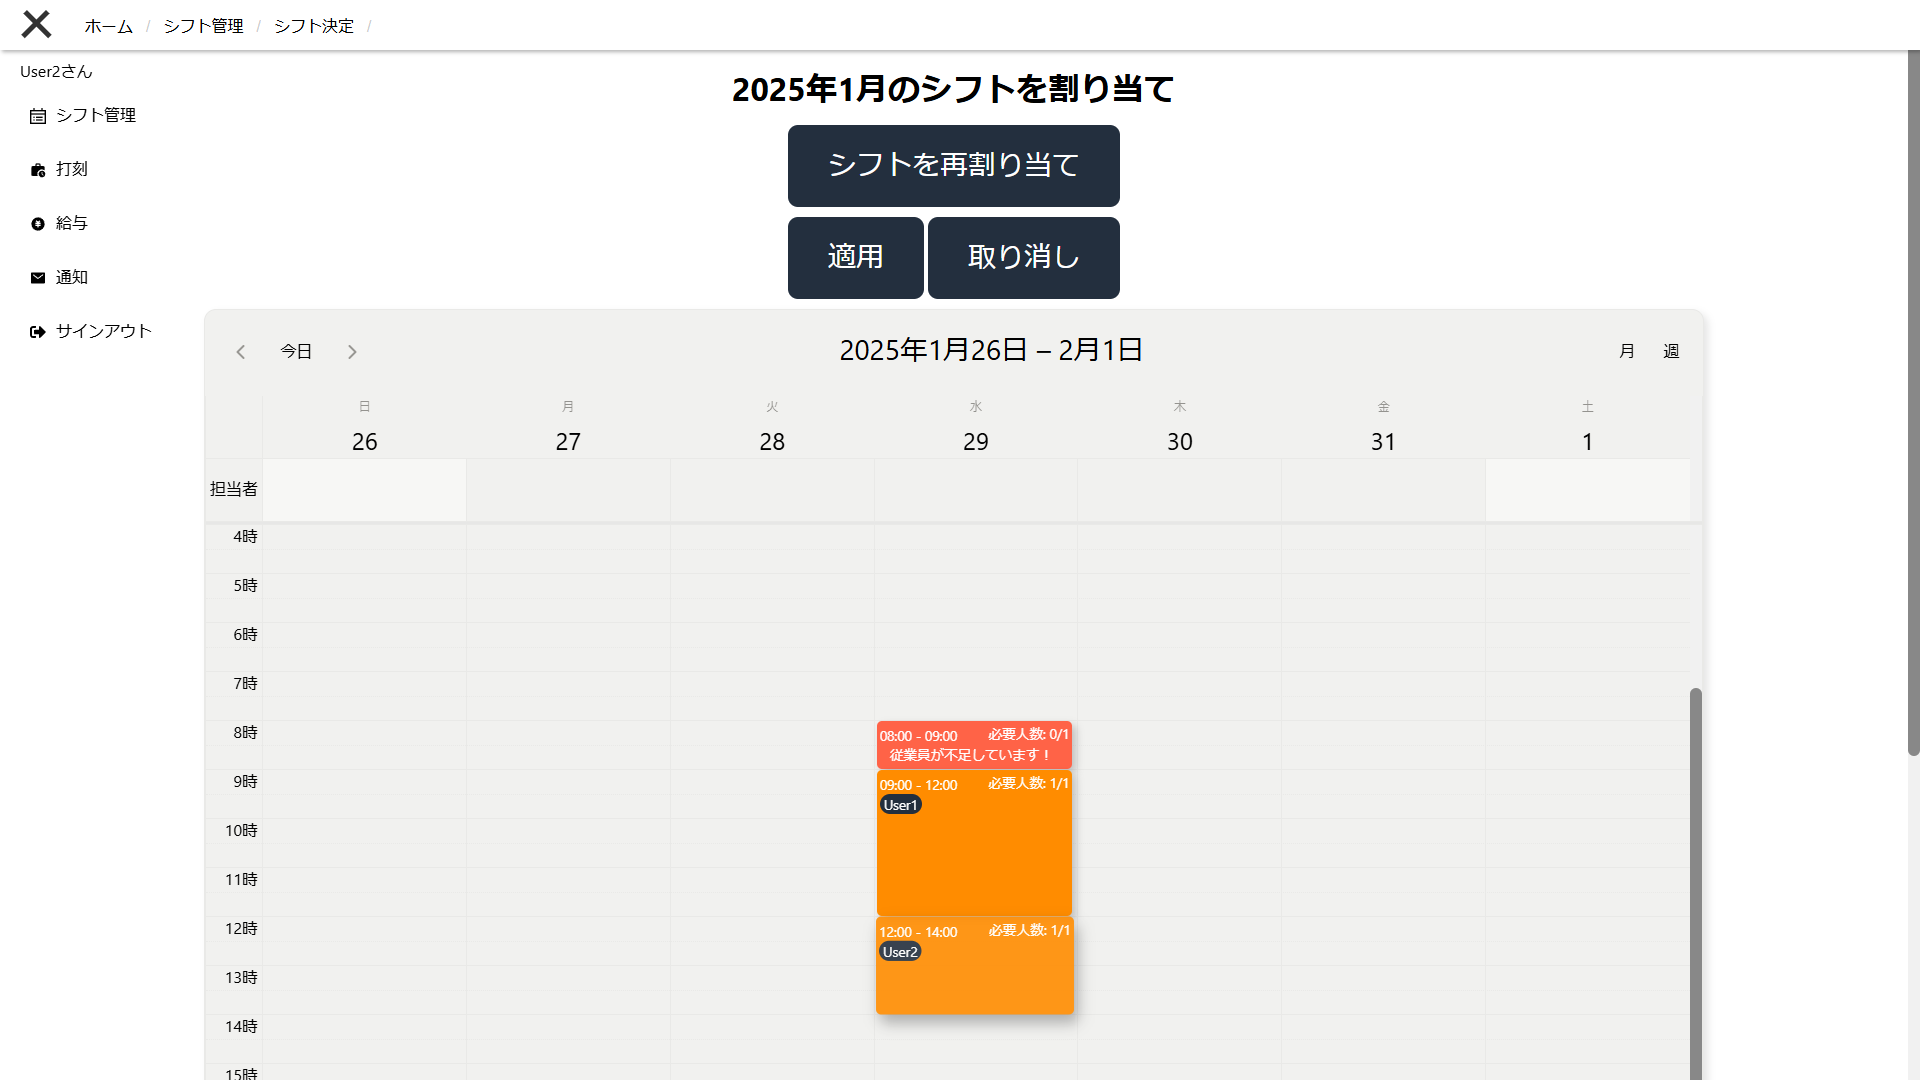 ホーム / シフト管理 / シフト決定 /
User2さん
シフト管理
打刻
給与
通知
サインアウト
2025年1月のシフトを割り当て
シフトを再割り当て
適用 取り消し
今日 2025年1月26日 – 2月1日 月 週
日 月 火 水 木 金 土
26 27 28 29 30 31 1
担当者
4時
5時
6時
7時
8時
08:00 - 09:00 必要人数: 0/1
従業員が不足しています！
9時
09:00 - 12:00 必要人数: 1/1
User1
10時
11時
12時
12:00 - 14:00 必要人数: 1/1
User2
13時
14時
15時